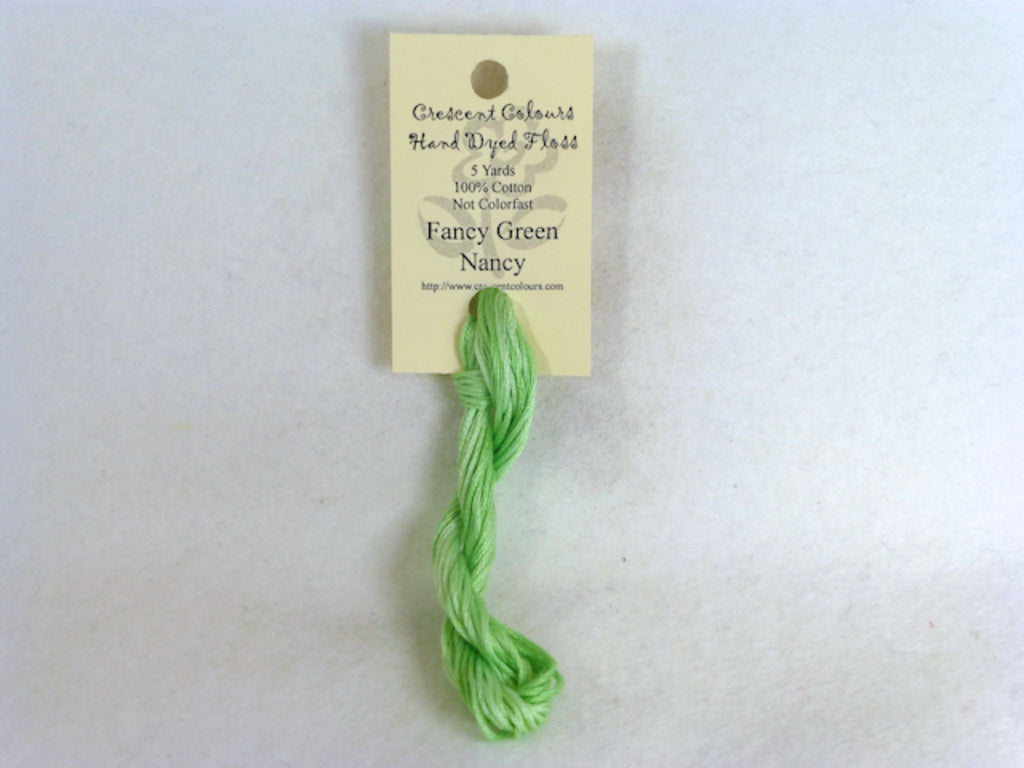 Crescent Colours
Hand Dyed Floss
5 Yards
100% Cotton
Not Colorfast
Fancy Green
Nancy